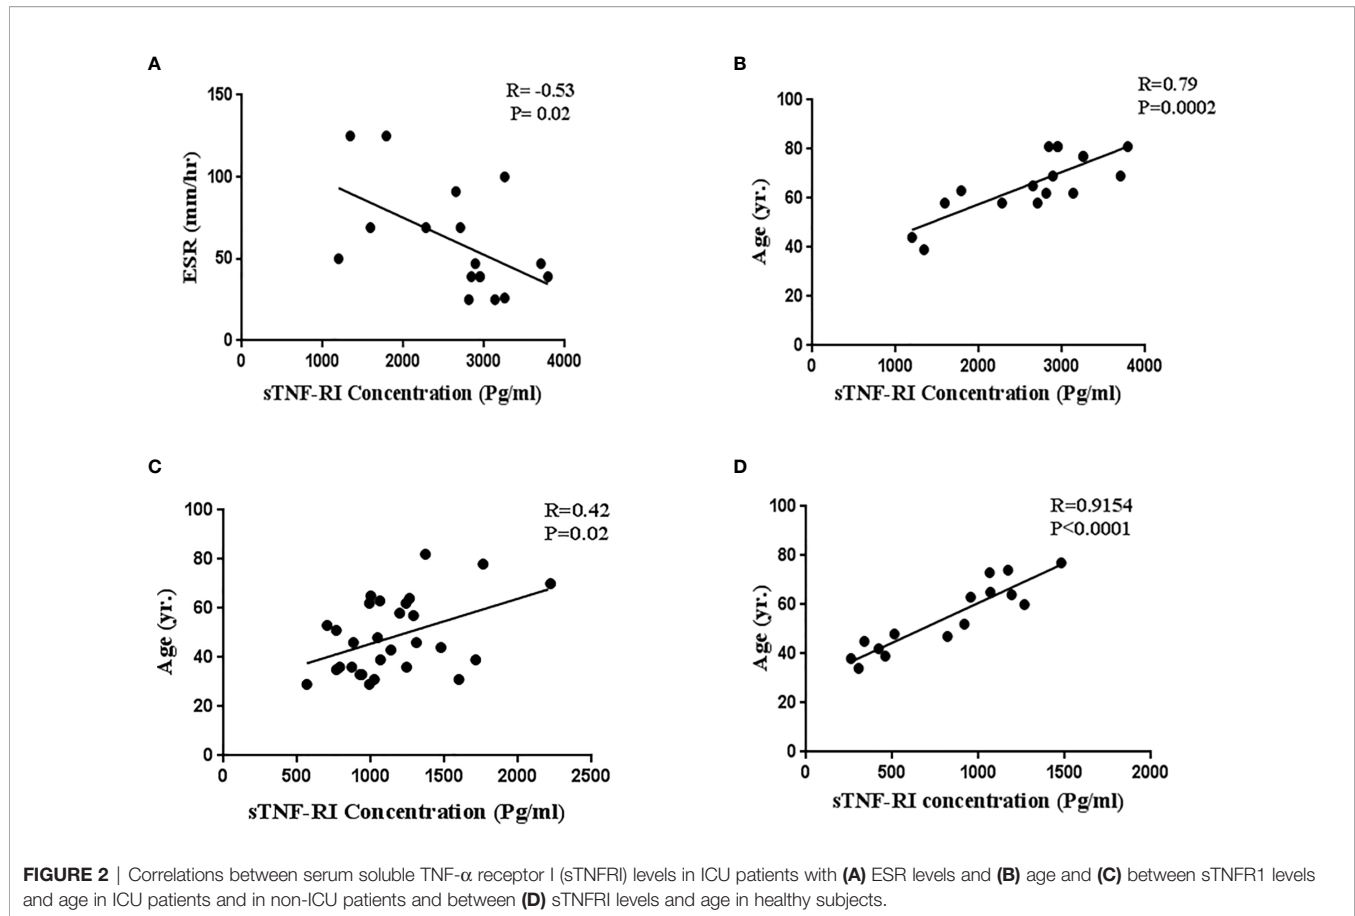 A
R= -0.53
P= 0.02
150
100
50
0
ESR (mm/hr)
0 1000 2000 3000 4000
sTNF-RI Concentration (Pg/ml)
B
R=0.79
P=0.0002
100
80
60
40
20
0
Age (yr.)
0 1000 2000 3000 4000
sTNF-RI Concentration (Pg/ml)
C
R=0.42
P=0.02
100
80
60
40
20
0
Age (yr.)
0 500 1000 1500 2000 2500
sTNF-RI Concentration (Pg/ml)
D
R=0.9154
P<0.0001
100
80
60
40
20
0
Age (yr.)
0 500 1000 1500 2000
sTNF-RI concentration (Pg/ml)
FIGURE 2 | Correlations between serum soluble TNF-α receptor I (sTNFRI) levels in ICU patients with (A) ESR levels and (B) age and (C) between sTNFR1 levels
and age in ICU patients and in non-ICU patients and between (D) sTNFRI levels and age in healthy subjects.